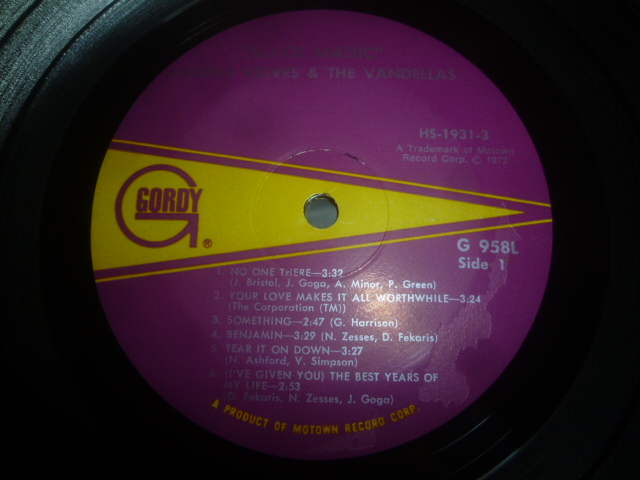 "BLACK MAGIC"
MARTHA REEVES & THE VANDELLAS
HS-1931-3
A Trademark of Motown
Record Corp. © 1972
GORDY
G
®
G 958L
Side 1
1. NO ONE THERE—3:32
(J. Bristol, J. Goga, A. Minor, P. Green)
2. YOUR LOVE MAKES IT ALL WORTHWHILE—3:24
(The Corporation (TM))
3. SOMETHING—2:47 (G. Harrison)
4. BENJAMIN—3:29 (N. Zesses, D. Fekaris)
5. TEAR IT ON DOWN—3:27
(N. Ashford, V. Simpson)
6. (I'VE GIVEN YOU) THE BEST YEARS OF
MY LIFE—2:53
(D. Fekaris, N. Zesses, J. Goga)
A PRODUCT OF MOTOWN RECORD CORP.